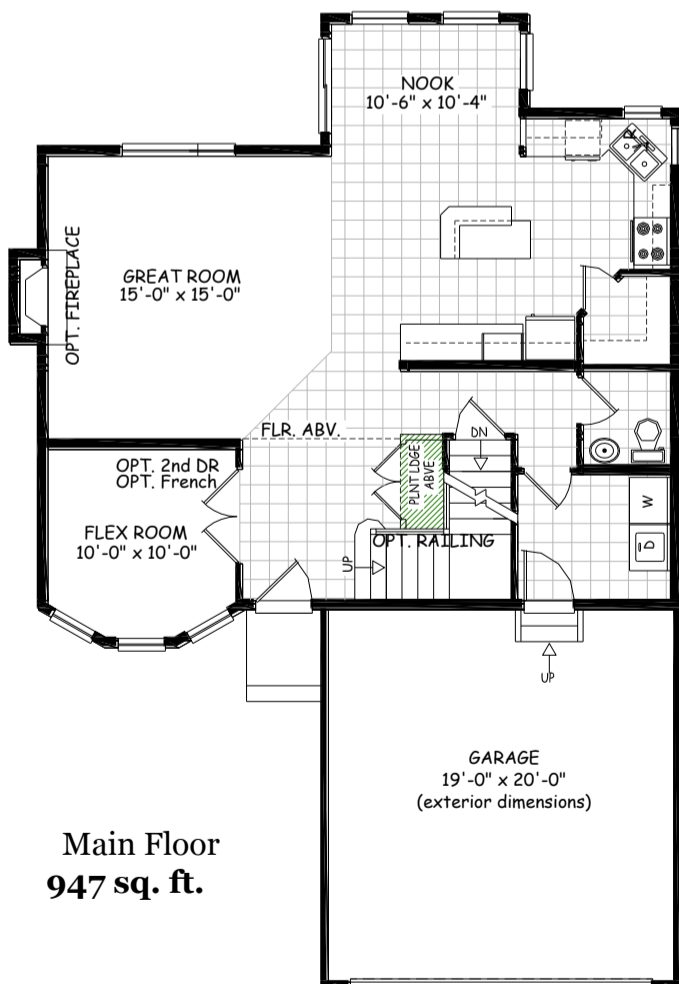 NOOK
10'-6" x 10'-4"
GREAT ROOM
15'-0" x 15'-0"
OPT. FIREPLACE
FLR. ABV.
OPT. 2nd DR
OPT. French
FLEX ROOM
10'-0" x 10'-0"
PLNT LDGE
ABVE
DN
OPT. RAILING
UP
W
D
UP
GARAGE
19'-0" x 20'-0"
(exterior dimensions)
Main Floor
947 sq. ft.